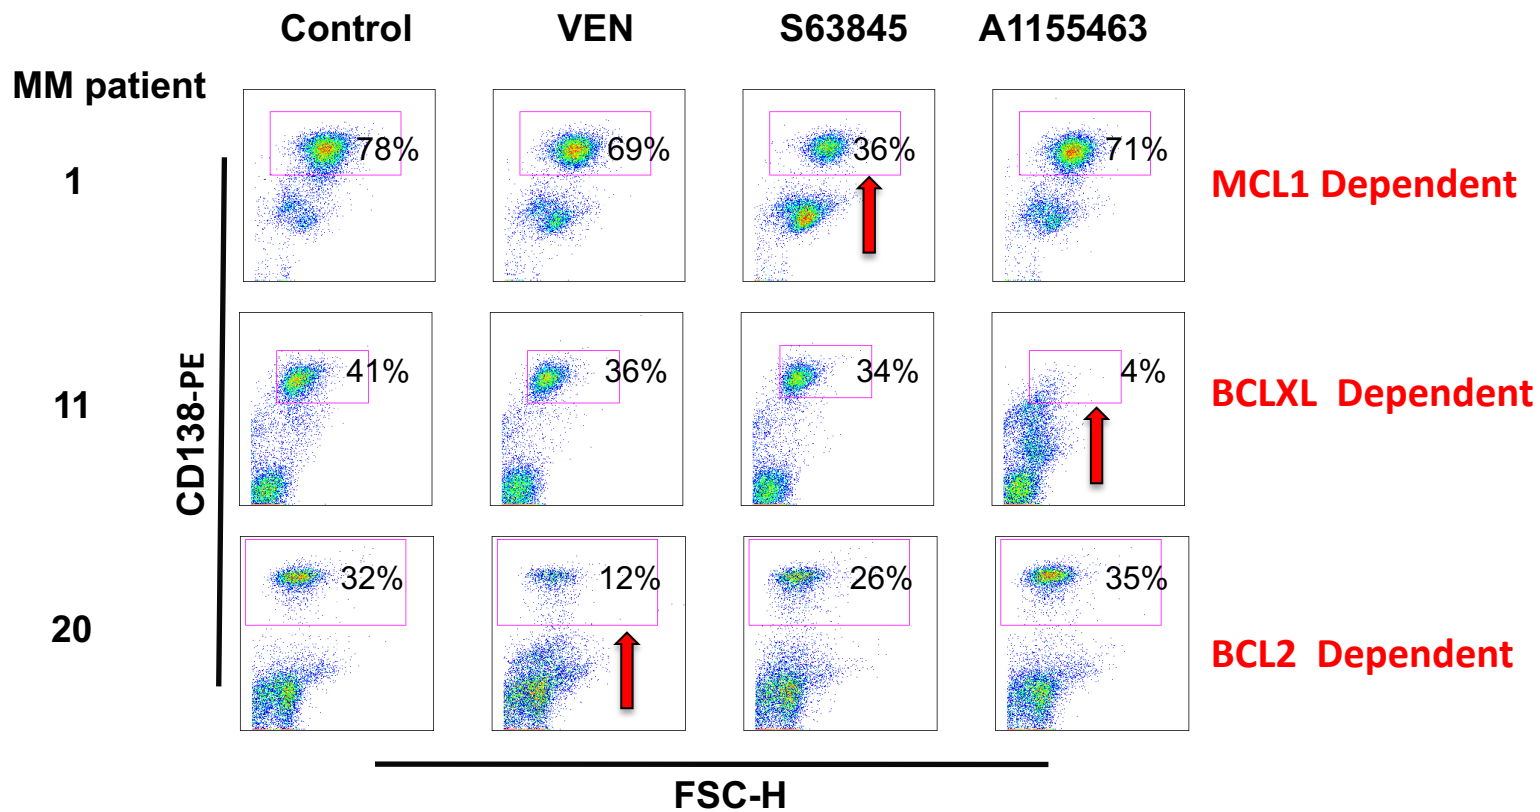 Control VEN S63845 A1155463
MM patient
1
78% 69% 36% 71%
MCL1 Dependent
CD138-PE
11
41% 36% 34% 4%
BCLXL Dependent
20
32% 12% 26% 35%
BCL2 Dependent
FSC-H